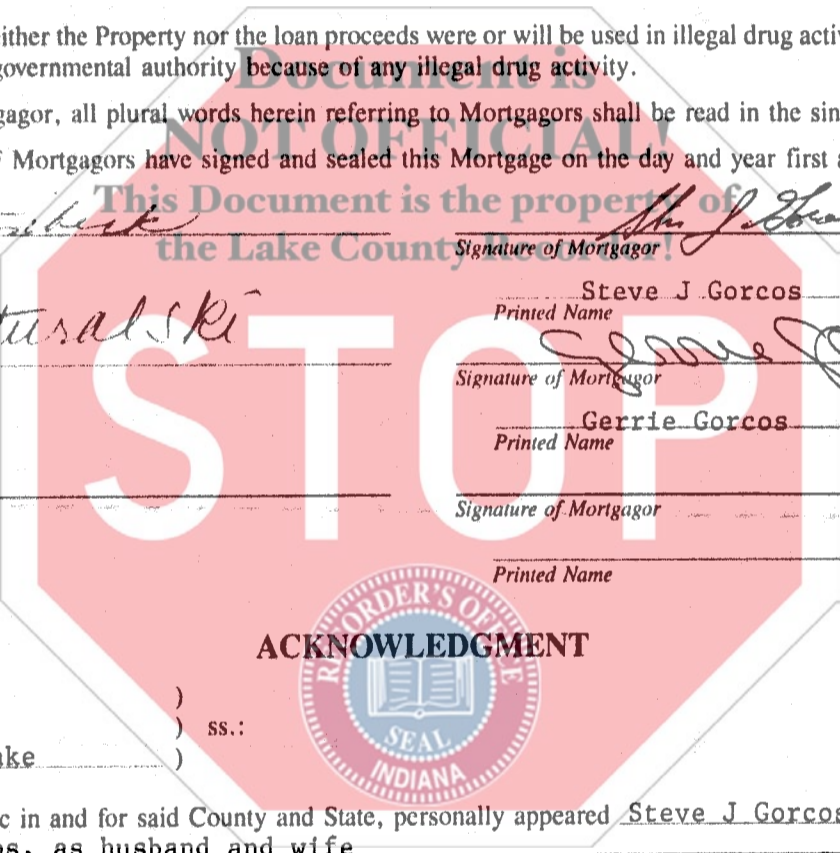 ither the Property nor the loan proceeds were or will be used in illegal drug activ
governmental authority because of any illegal drug activity.
Document is
gagor, all plural words herein referring to Mortgagors shall be read in the sin
NOT OFFICIAL!
Mortgagors have signed and sealed this Mortgage on the day and year first a
This Document is the property of
the Lake County Recorder!
Signature of Mortgagor
Steve J Gorcos
Printed Name
turalski
STOP
Signature of Mortgagor
Gerrie Gorcos
Printed Name
Signature of Mortgagor
Printed Name
RECORDER'S OFFICE
ACKNOWLEDGMENT
)
) ss.:
ke )
SEAL
INDIANA
c in and for said County and State, personally appeared Steve J Gorcos
os, as husband and wife